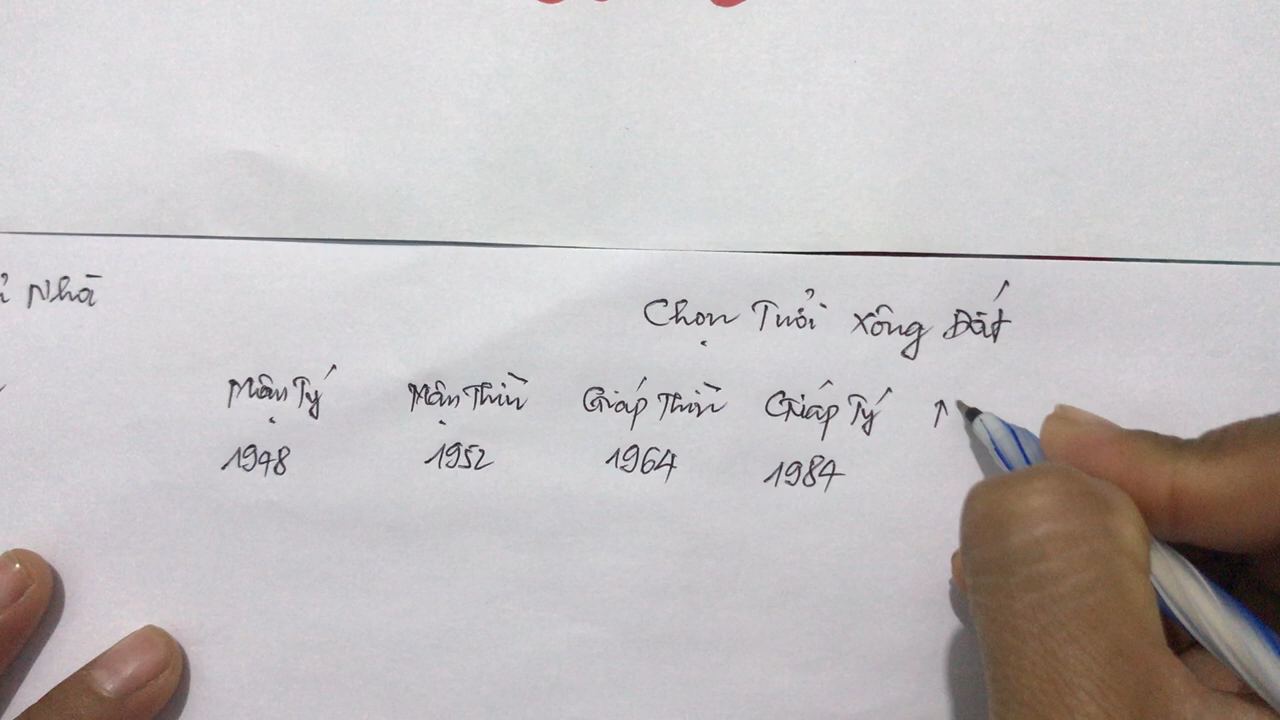 Nhà
Chọn Tuổi Xông Đất
Mậu Tý Mậu Thìn Giáp Thìn Giáp Tý
1948 1952 1964 1984